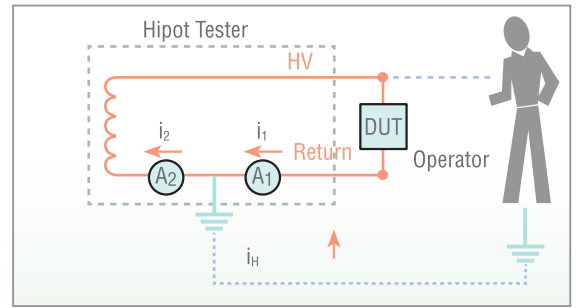 Hipot Tester
HV
i2
i1
Return
DUT
Operator
A2
A1
iH